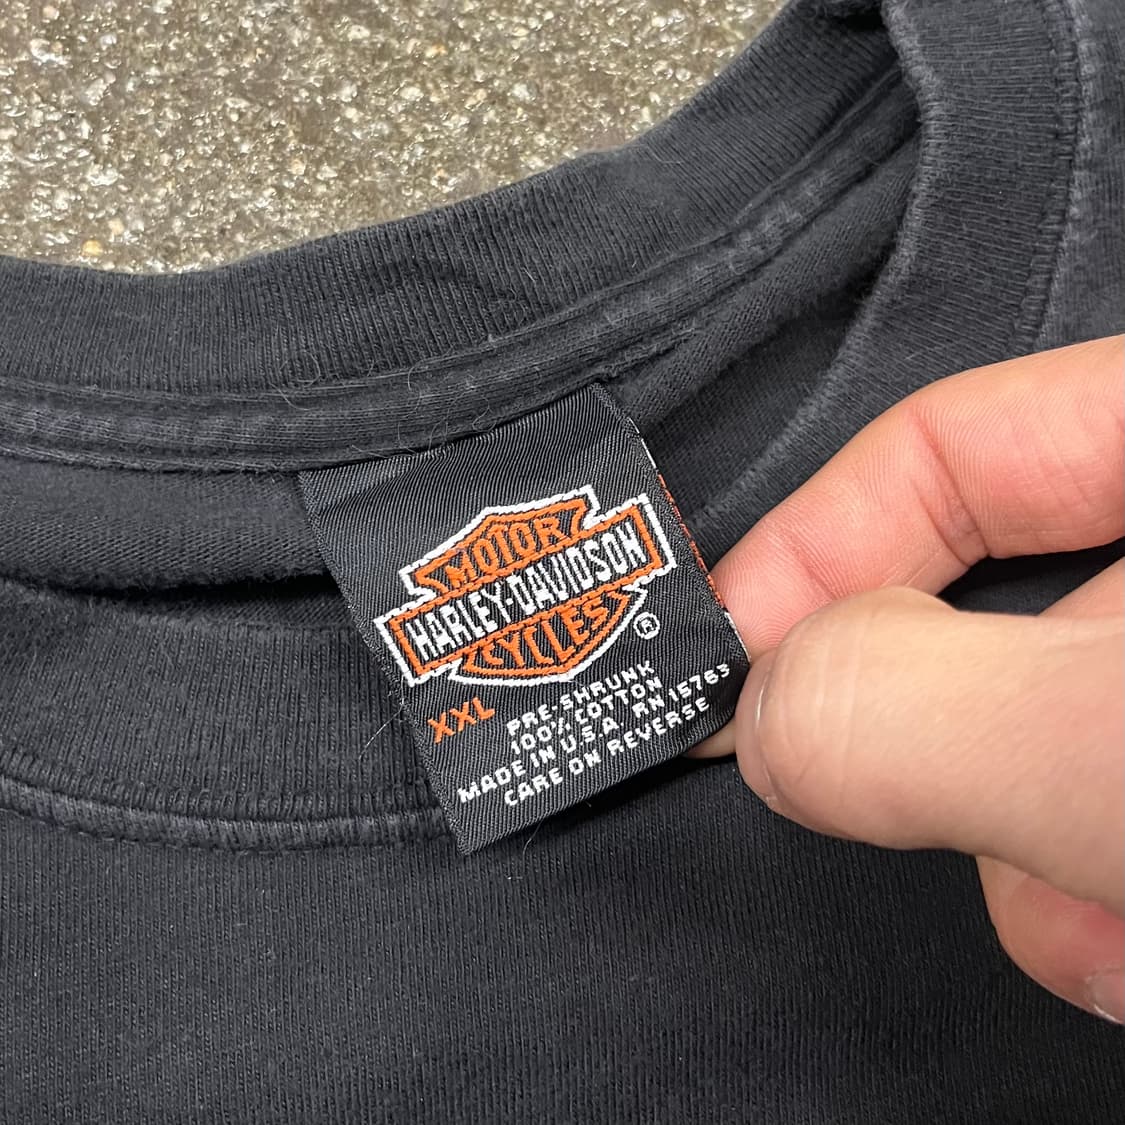 MOTOR
HARLEY-DAVIDSON
CYCLES
®
XXL
PRE-SHRUNK
100% COTTON
MADE IN U.S.A RN 15763
CARE ON REVERSE